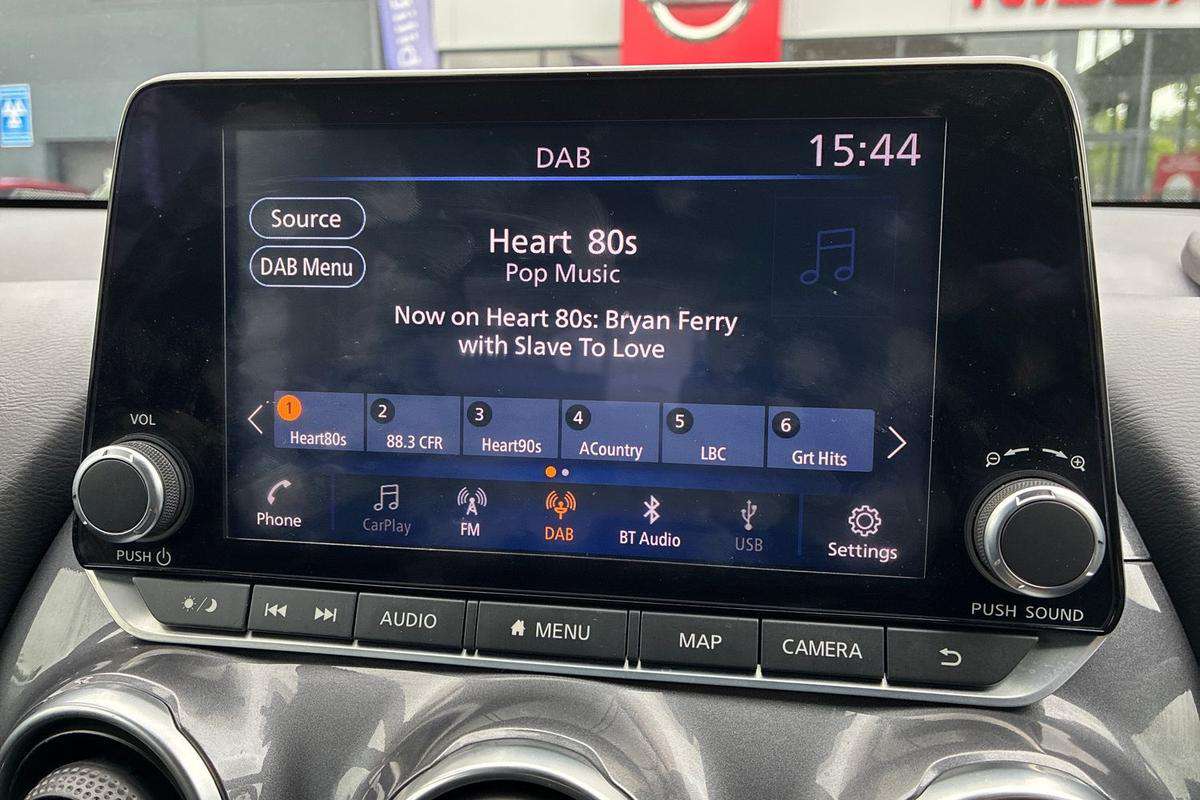 DAB
15:44
Source
DAB Menu
Heart 80s
Pop Music
Now on Heart 80s: Bryan Ferry
with Slave To Love
1 Heart80s
2 88.3 CFR
3 Heart90s
4 ACountry
5 LBC
6 Grt Hits
Phone
CarPlay
FM
DAB
BT Audio
USB
Settings
VOL
PUSH
PUSH SOUND
AUDIO
MENU
MAP
CAMERA